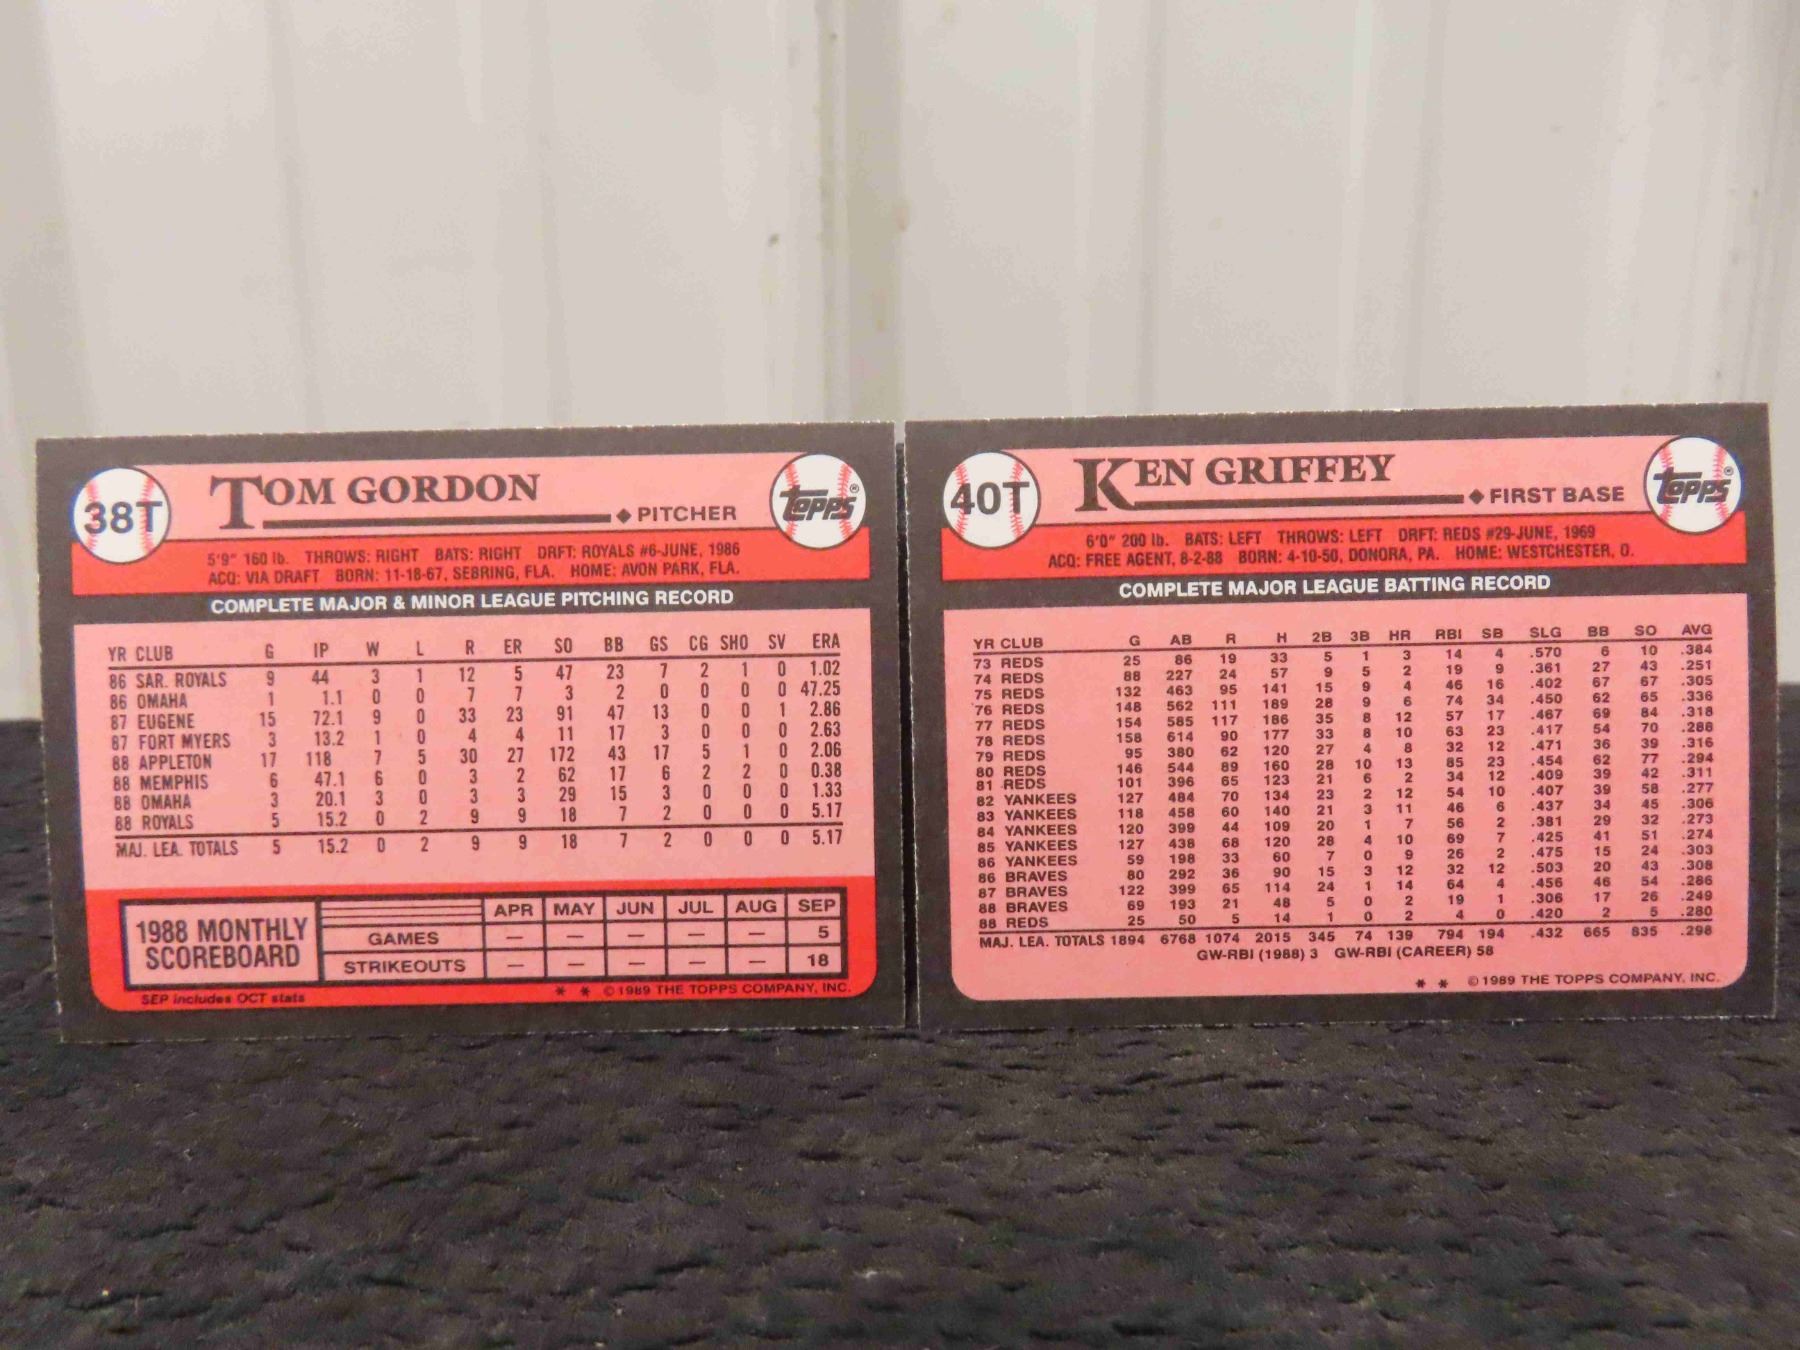 38T
TOM GORDON
◆ PITCHER
TOPPS®
5'9" 160 lb. THROWS: RIGHT BATS: RIGHT DRFT: ROYALS #6-JUNE, 1986
ACQ: VIA DRAFT BORN: 11-18-67, SEBRING, FLA. HOME: AVON PARK, FLA.
COMPLETE MAJOR & MINOR LEAGUE PITCHING RECORD
YR CLUB G IP W L R ER SO BB GS CG SHO SV ERA
86 SAR. ROYALS 9 44 3 1 12 5 47 23 7 2 1 0 1.02
86 OMAHA 1 1.1 0 0 7 7 3 2 0 0 0 0 47.25
87 EUGENE 15 72.1 9 0 33 23 91 47 13 0 0 1 2.86
87 FORT MYERS 3 13.2 1 0 4 4 11 17 3 0 0 0 2.63
88 APPLETON 17 118 7 5 30 27 172 43 17 5 1 0 2.06
88 MEMPHIS 6 47.1 6 0 3 2 62 17 6 2 2 0 0.38
88 OMAHA 3 20.1 3 0 3 3 29 15 3 0 0 0 1.33
88 ROYALS 5 15.2 0 2 9 9 18 7 2 0 0 0 5.17
MAJ. LEA. TOTALS 5 15.2 0 2 9 9 18 7 2 0 0 0 5.17
1988 MONTHLY
SCOREBOARD
APR MAY JUN JUL AUG SEP
GAMES — — — — — 5
STRIKEOUTS — — — — — 18
SEP includes OCT stats
* * © 1989 THE TOPPS COMPANY, INC.
40T
KEN GRIFFEY
◆ FIRST BASE
TOPPS®
6'0" 200 lb. BATS: LEFT THROWS: LEFT DRFT: REDS #29-JUNE, 1969
ACQ: FREE AGENT, 8-2-88 BORN: 4-10-50, DONORA, PA. HOME: WESTCHESTER, O.
COMPLETE MAJOR LEAGUE BATTING RECORD
YR CLUB G AB R H 2B 3B HR RBI SB SLG BB SO AVG
73 REDS 25 86 19 33 5 1 3 14 4 .570 6 10 .384
74 REDS 88 227 24 57 9 5 2 19 9 .361 27 43 .251
75 REDS 132 463 95 141 15 9 4 46 16 .402 67 67 .305
76 REDS 148 562 111 189 28 9 6 74 34 .450 62 65 .336
77 REDS 154 585 117 186 35 8 12 57 17 .467 69 84 .318
78 REDS 158 614 90 177 33 8 10 63 23 .417 54 70 .288
79 REDS 95 380 62 120 27 4 8 32 12 .471 36 39 .316
80 REDS 146 544 89 160 28 10 13 85 23 .454 62 77 .294
81 REDS 101 396 65 123 21 6 2 34 12 .409 39 42 .311
82 YANKEES 127 484 70 134 23 2 12 54 10 .407 39 58 .277
83 YANKEES 118 458 60 140 21 3 11 46 6 .437 34 45 .306
84 YANKEES 120 399 44 109 20 1 7 56 2 .381 29 32 .273
85 YANKEES 127 438 68 120 28 4 10 69 7 .425 41 51 .274
86 YANKEES 59 198 33 60 7 0 9 26 2 .475 15 24 .303
86 BRAVES 80 292 36 90 15 3 12 32 12 .503 20 43 .308
87 BRAVES 122 399 65 114 24 1 14 64 4 .456 46 54 .286
88 BRAVES 69 193 21 48 5 0 2 19 1 .306 17 26 .249
88 REDS 25 50 5 14 1 0 2 4 0 .420 2 5 .280
MAJ. LEA. TOTALS 1894 6768 1074 2015 345 74 139 794 194 .432 665 835 .298
GW-RBI (1988) 3 GW-RBI (CAREER) 58
* * © 1989 THE TOPPS COMPANY, INC.